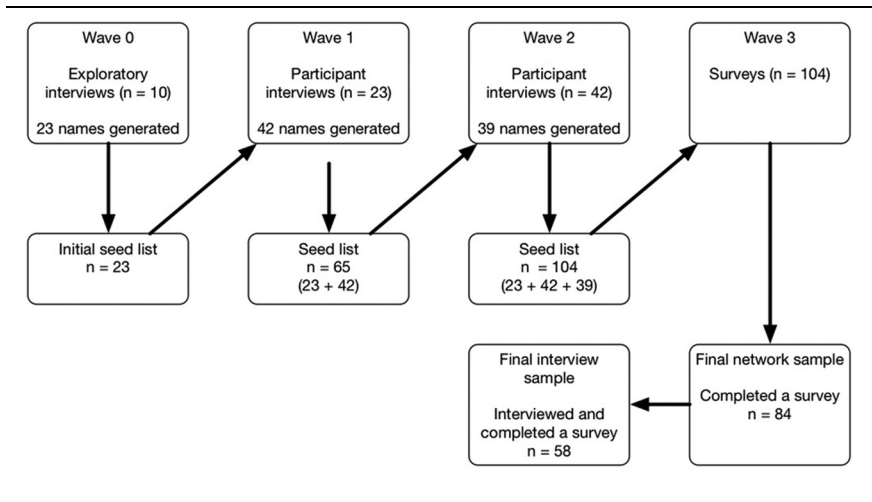 Wave 0
Exploratory
interviews (n = 10)
23 names generated
Wave 1
Participant
interviews (n = 23)
42 names generated
Wave 2
Participant
interviews (n = 42)
39 names generated
Wave 3
Surveys (n = 104)
Initial seed list
n = 23
Seed list
n = 65
(23 + 42)
Seed list
n = 104
(23 + 42 + 39)
Final interview
sample
Interviewed and
completed a survey
n = 58
Final network sample
Completed a survey
n = 84